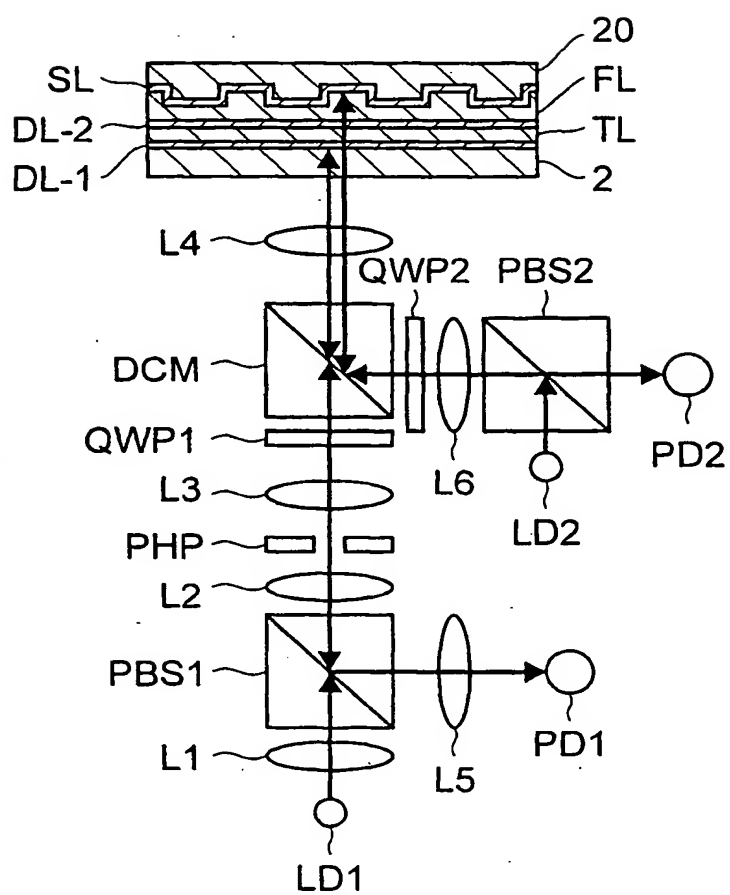 20
SL
FL
DL-2
TL
DL-1
2
L4
QWP2
PBS2
DCM
QWP1
L6
PD2
L3
LD2
PHP
L2
PBS1
PD1
L1
L5
LD1